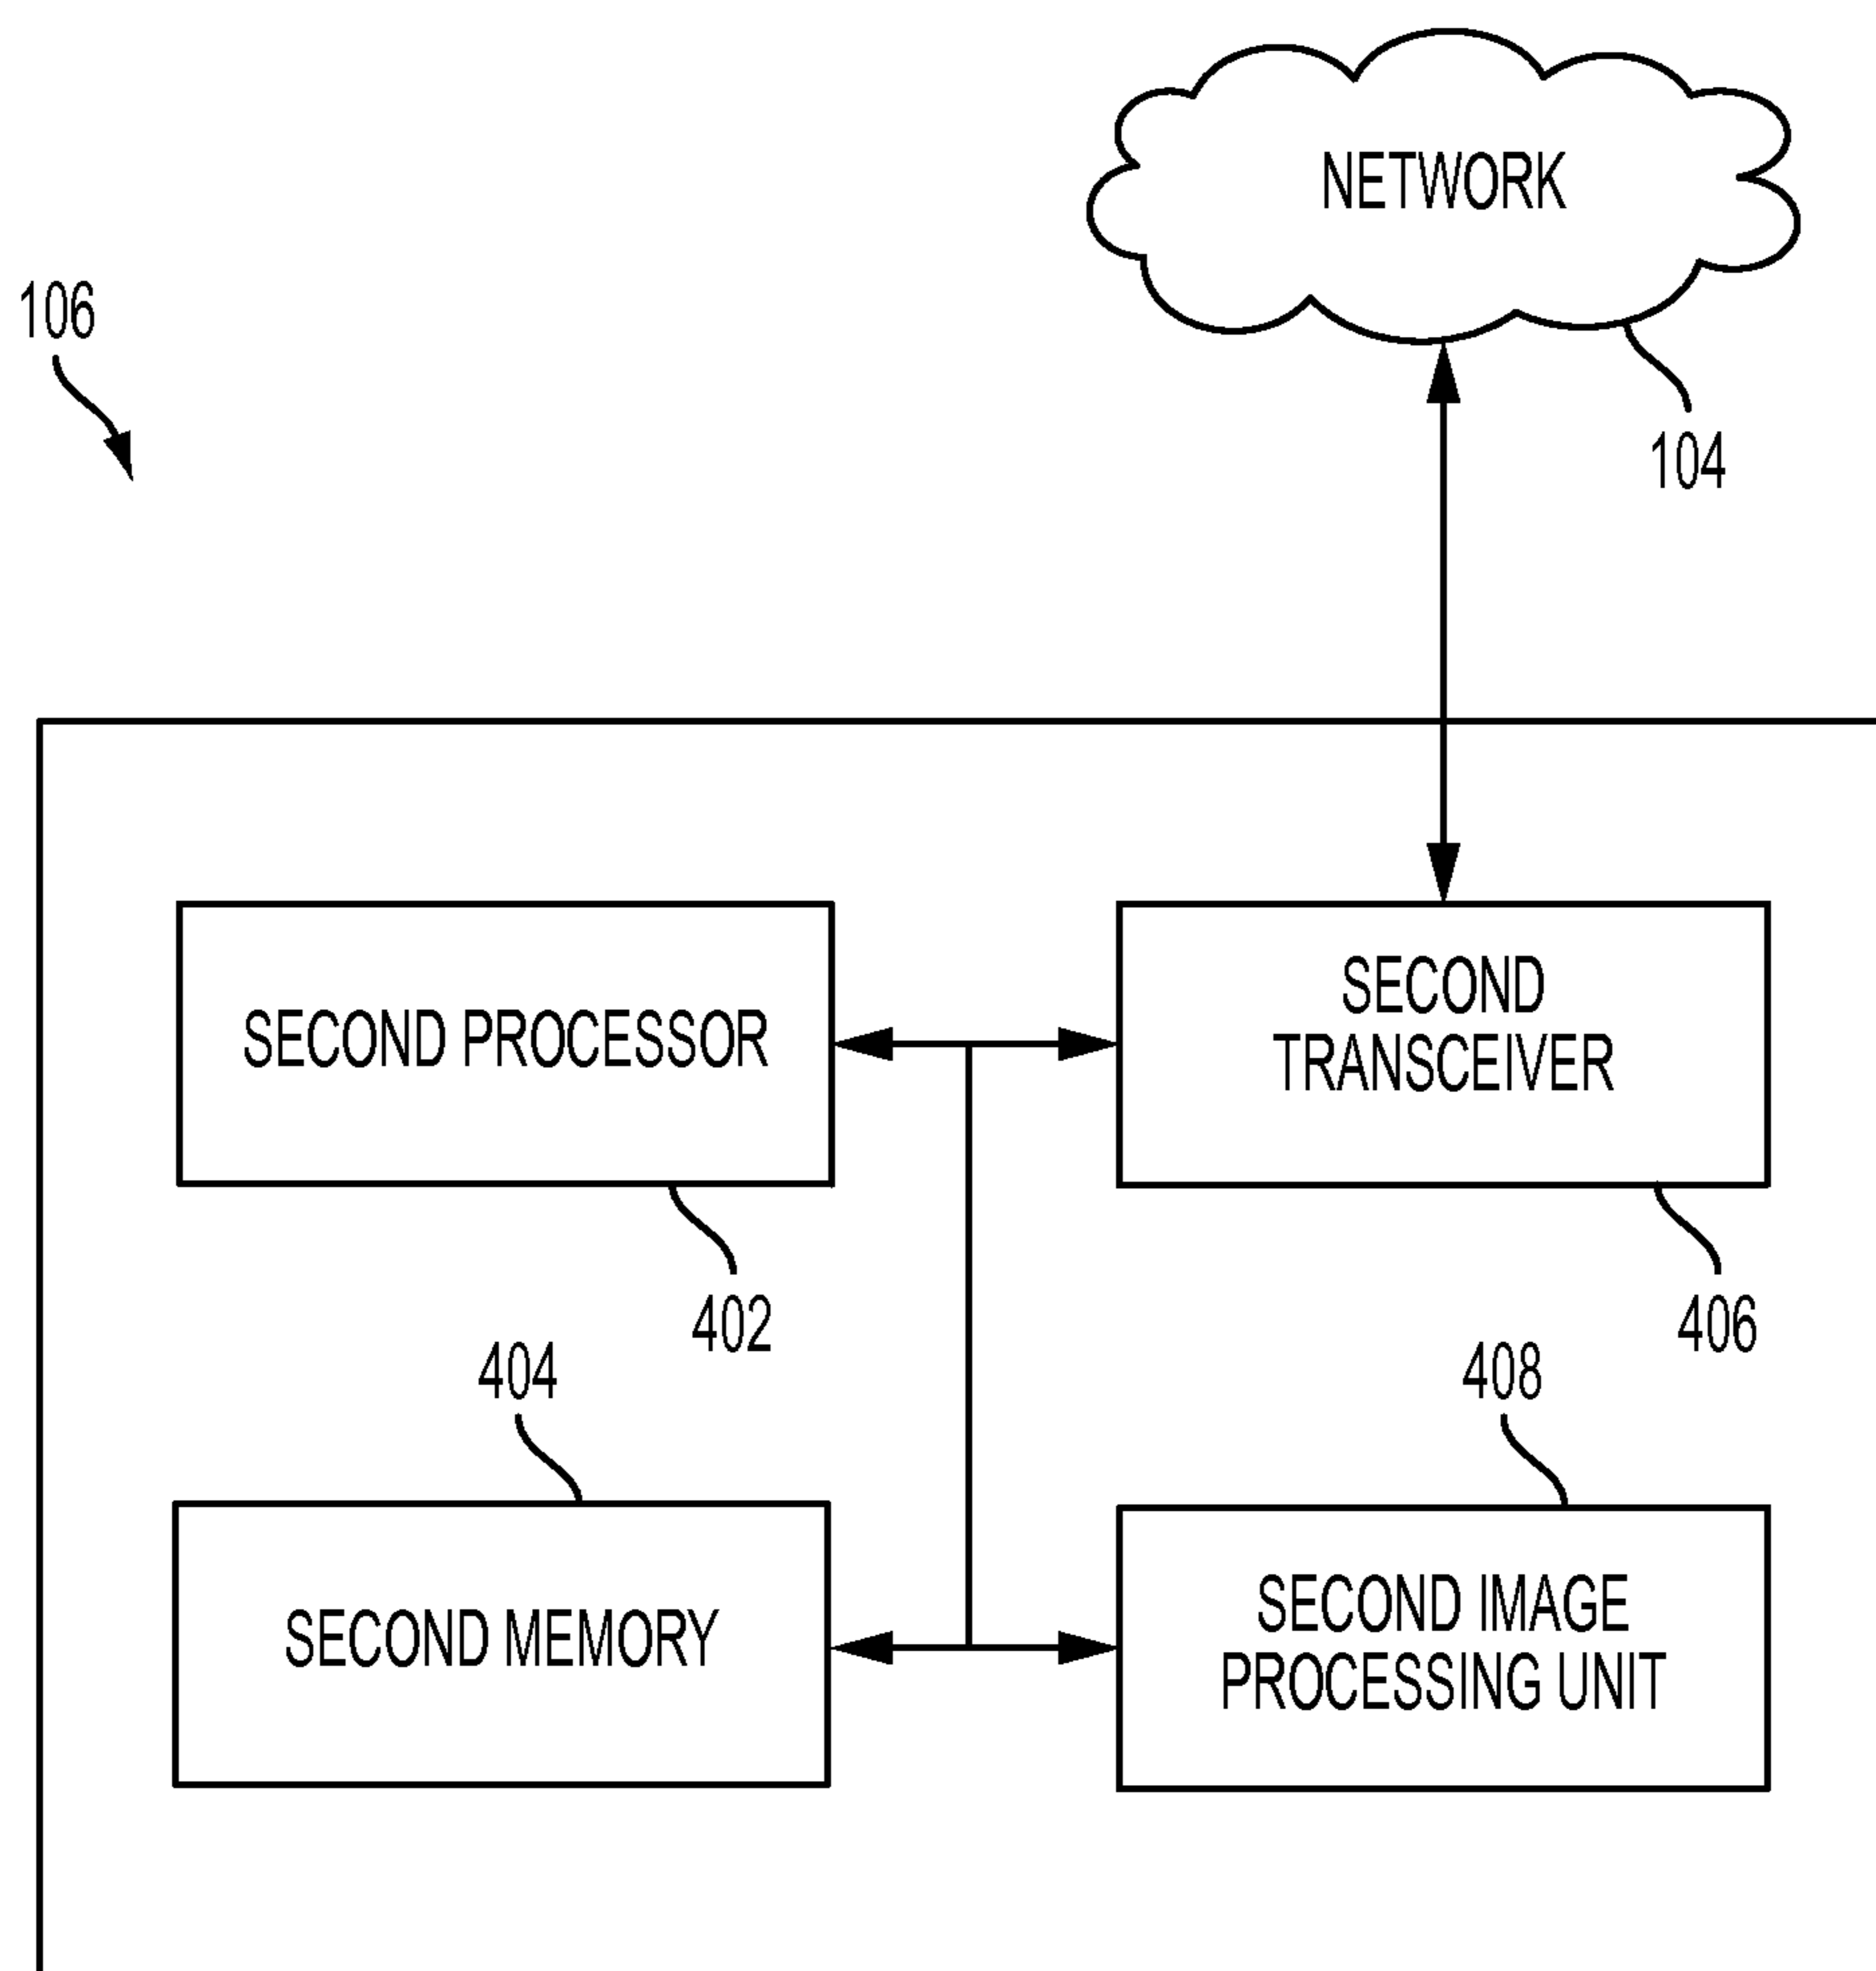 NETWORK
106
104
SECOND PROCESSOR
SECOND
TRANSCEIVER
402
406
404
408
SECOND MEMORY
SECOND IMAGE
PROCESSING UNIT